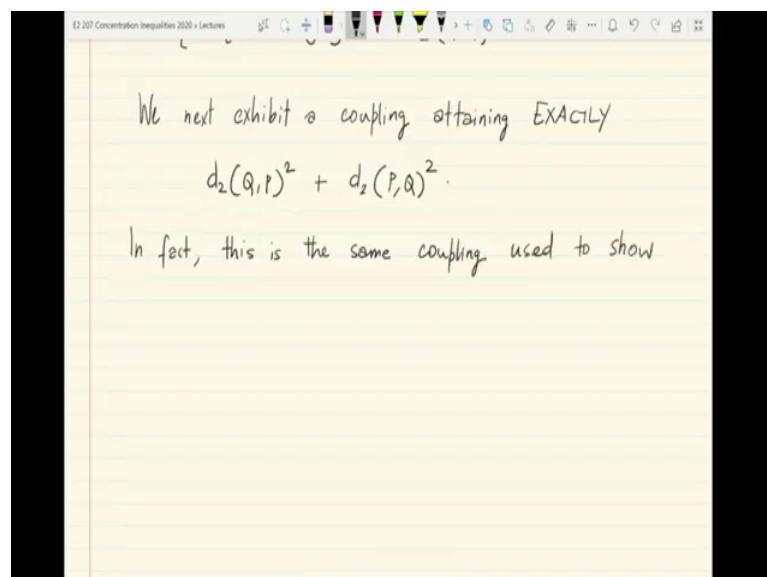 E2 207 Concentration Inequalities 2020 » Lectures
We next exhibit a coupling attaining EXACTLY
d₂(Q,P)² + d₂(P,Q)².
In fact, this is the same coupling used to show